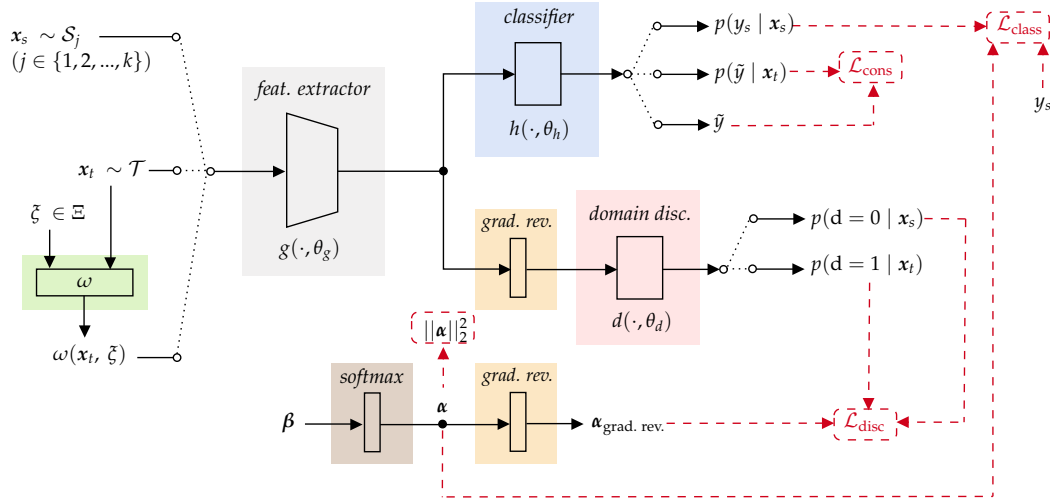 x_s ∼ S_j
(j ∈ {1, 2, ..., k})
x_t ∼ T
ξ ∈ Ξ
ω
ω(x_t, ξ)
feat. extractor
g(·, θ_g)
classifier
h(·, θ_h)
p(y_s | x_s)
p(ỹ | x_t)
ỹ
L_class
L_cons
y_s
grad. rev.
domain disc.
d(·, θ_d)
p(d = 0 | x_s)
p(d = 1 | x_t)
||α||_2^2
softmax
β
α
grad. rev.
α_grad. rev.
L_disc